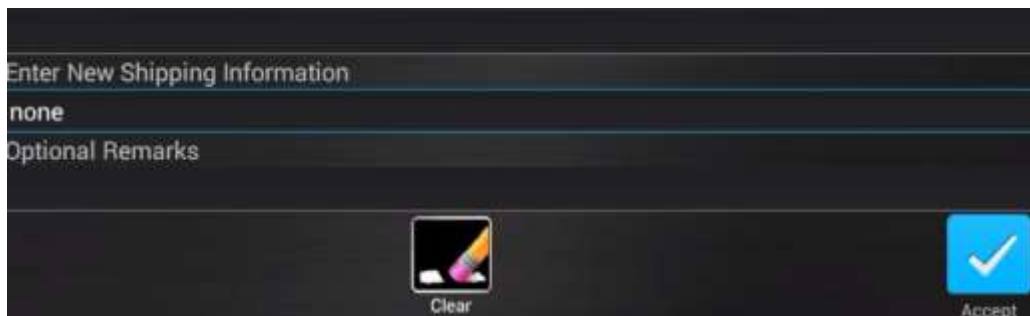 Enter New Shipping Information
none
Optional Remarks
Clear
Accept